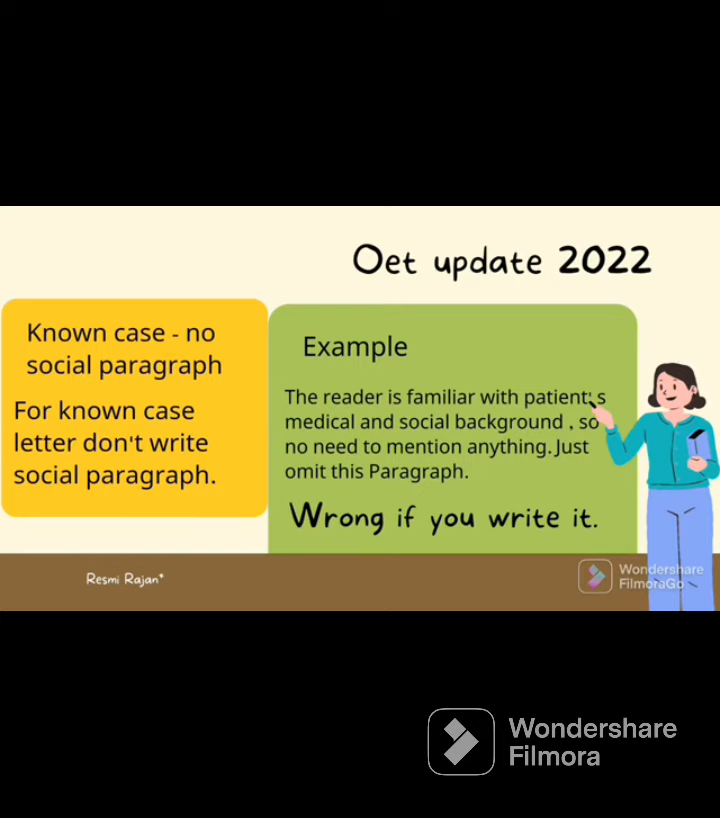 Oet update 2022
Known case - no
social paragraph
For known case
letter don't write
social paragraph.
Example
The reader is familiar with patient's
medical and social background , so
no need to mention anything. Just
omit this Paragraph.
Wrong if you write it.
Resmi Rajan*
Wondershare
FilmoraGo
Wondershare
Filmora